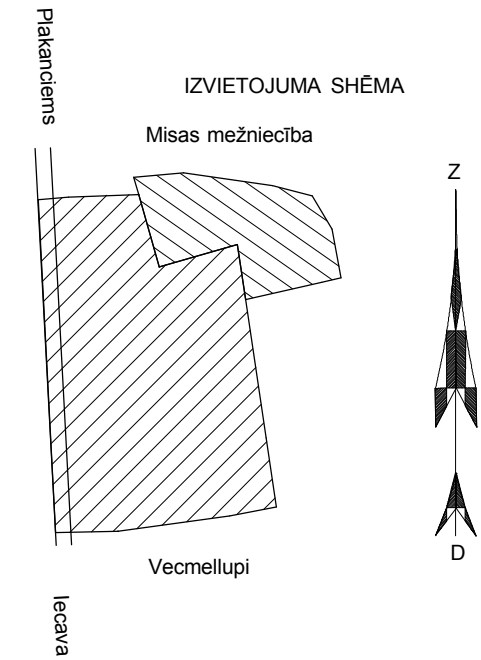 Plakanciems
IZVIETOJUMA SHĒMA
Misas mežniecība
Z
D
Vecmellupi
Iecava